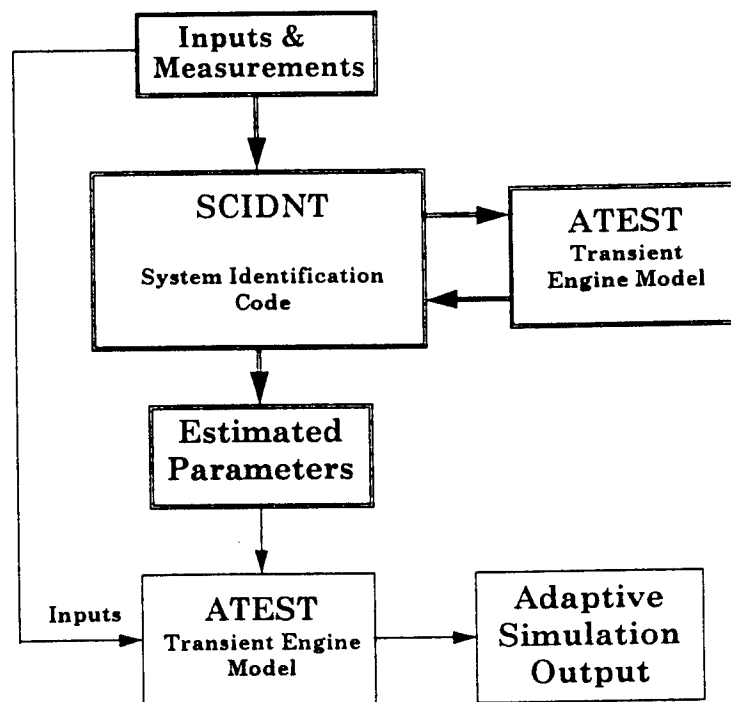 Inputs &
Measurements
SCIDNT
System Identification
Code
ATEST
Transient
Engine Model
Estimated
Parameters
Inputs
ATEST
Transient Engine
Model
Adaptive
Simulation
Output